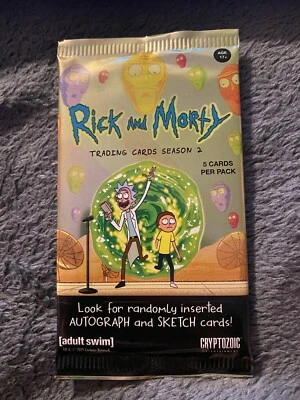 AGE
17+
Rick and Morty
TRADING CARDS SEASON 2
5 CARDS
PER PACK
Look for randomly inserted
AUTOGRAPH and SKETCH cards!
[adult swim]
CRYPTOZOIC
ENTERTAINMENT